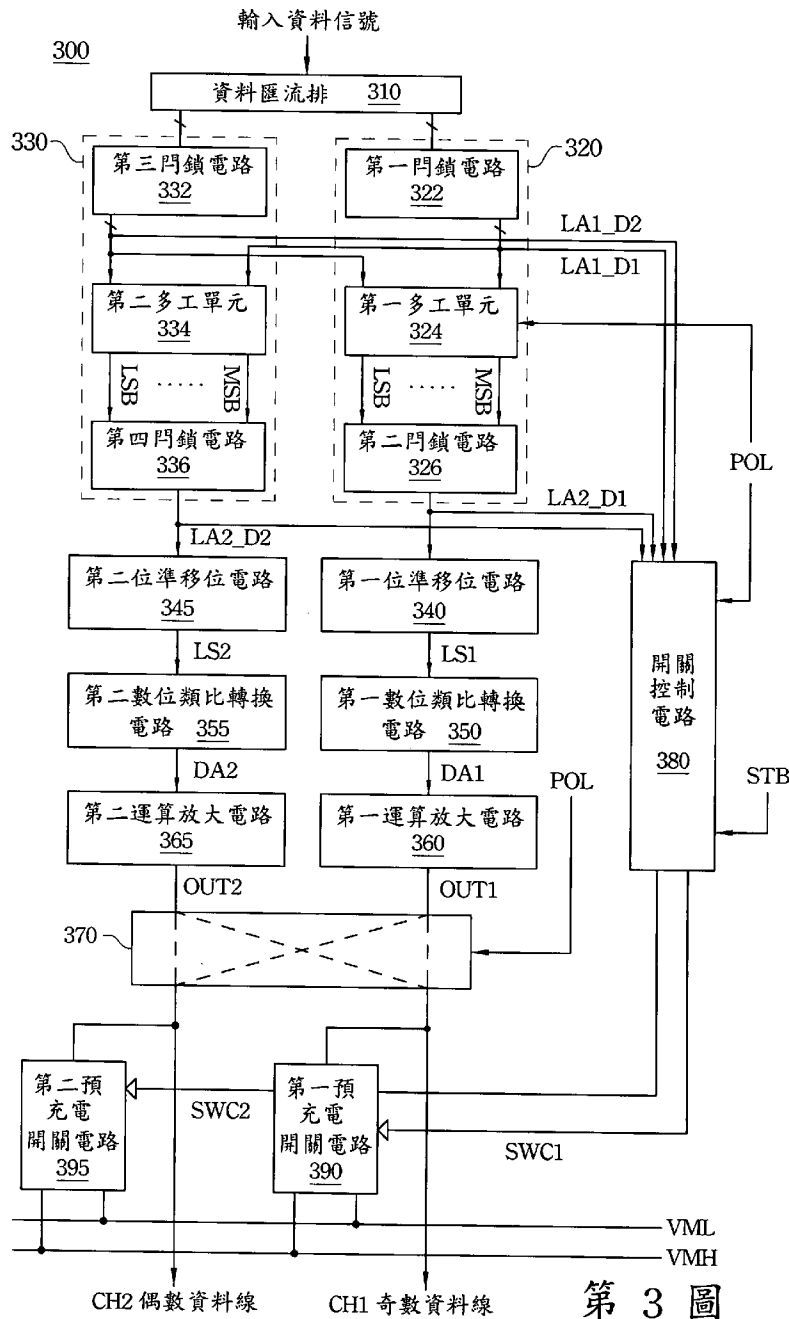 輸入資料信號
300
資料匯流排 310
330
320
第三閂鎖電路
332
第一閂鎖電路
322
LA1_D2
LA1_D1
第二多工單元
334
第一多工單元
324
LSB ..... MSB
LSB ..... MSB
第四閂鎖電路
336
第二閂鎖電路
326
POL
LA2_D1
LA2_D2
第二位準移位電路
345
第一位準移位電路
340
LS2
LS1
開關
控制
電路
380
第二數位類比轉換
電路 355
第一數位類比轉換
電路 350
DA2
DA1
POL
STB
第二運算放大電路
365
第一運算放大電路
360
OUT2
OUT1
370
第二預
充電
開關電路
395
SWC2
第一預
充電
開關電路
390
SWC1
VML
VMH
CH2 偶數資料線
CH1 奇數資料線
第 3 圖